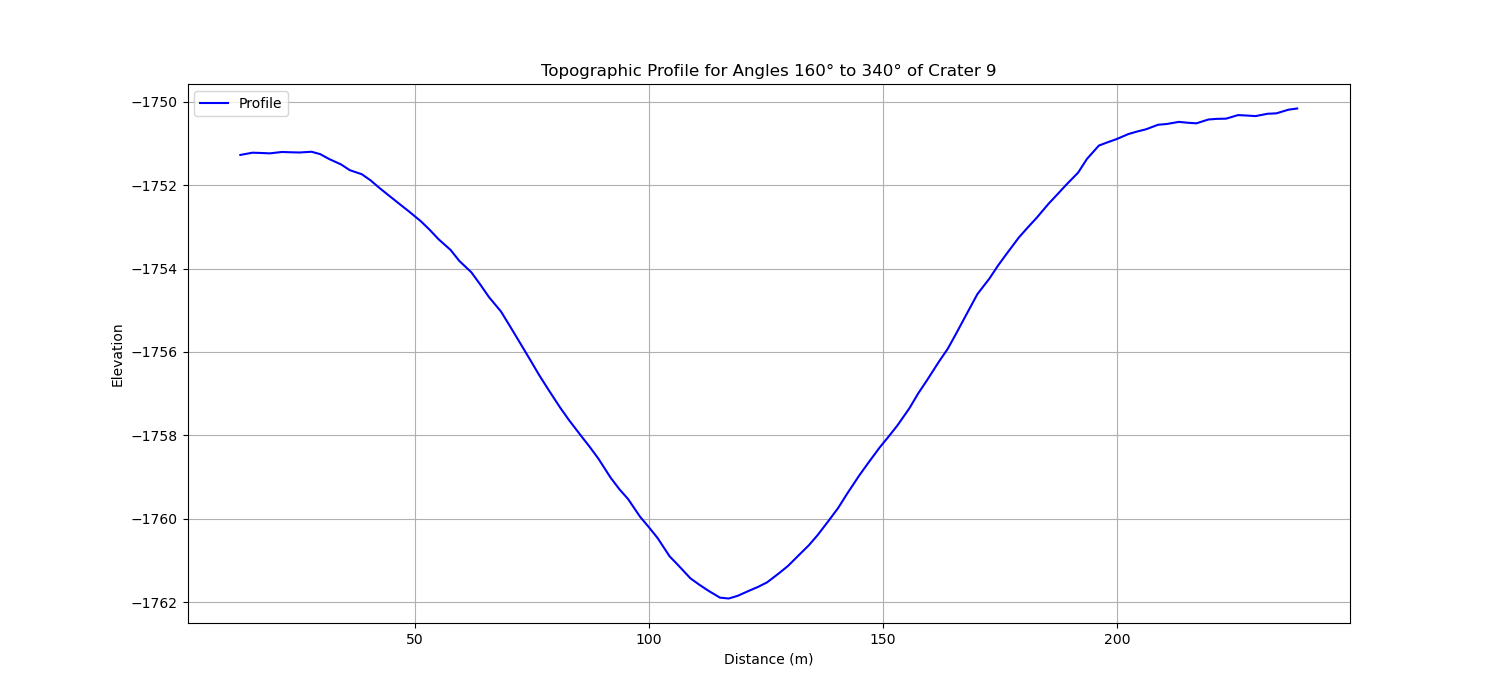 Topographic Profile for Angles 160° to 340° of Crater 9
Profile
−1750
−1752
−1754
−1756
−1758
−1760
−1762
Elevation
50 100 150 200
Distance (m)